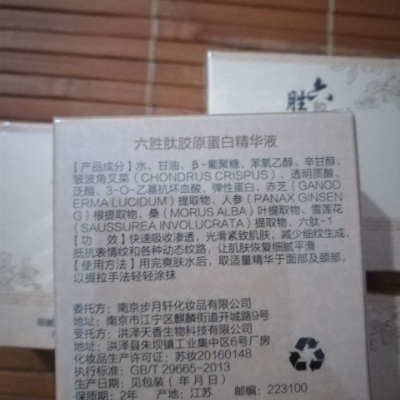 六胜
六胜肽胶原蛋白精华液
【产品成分】水、甘油、β-葡聚糖、苯氧乙醇、辛甘醇、
皱波角叉菜（CHONDRUS CRISPUS）、透明质酸、
泛醌、3-O-乙基抗坏血酸、弹性蛋白、赤芝（GANOD
ERMA LUCIDUM）提取物、人参（PANAX GINSEN
G）根提取物、桑（MORUS ALBA）叶提取物、雪莲花
（SAUSSUREA INVOLUCRATA）提取物、六肽-1
【功　效】快速吸收渗透，光滑紧致肌肤，减少细纹生成，
抵抗表情纹和各种动态纹路，让肌肤恢复细腻平滑
【使用方法】用完爽肤水后，取适量精华于面部及颈部，
以提拉手法轻轻涂抹
委托方：南京步月轩化妆品有限公司
地址：南京市江宁区麒麟街道开城路9号
受托方：洪泽天香生物科技有限公司
地址：洪泽县朱坝镇工业集中区6号厂房
化妆品生产许可证：苏妆20160148
执行标准：GB/T 29665-2013
生产日期：见包装（年／月／日）
保质期：2年　产地：江苏　邮编：223100